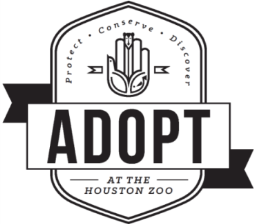 Protect • Conserve • Discover
ADOPT
AT THE
HOUSTON ZOO